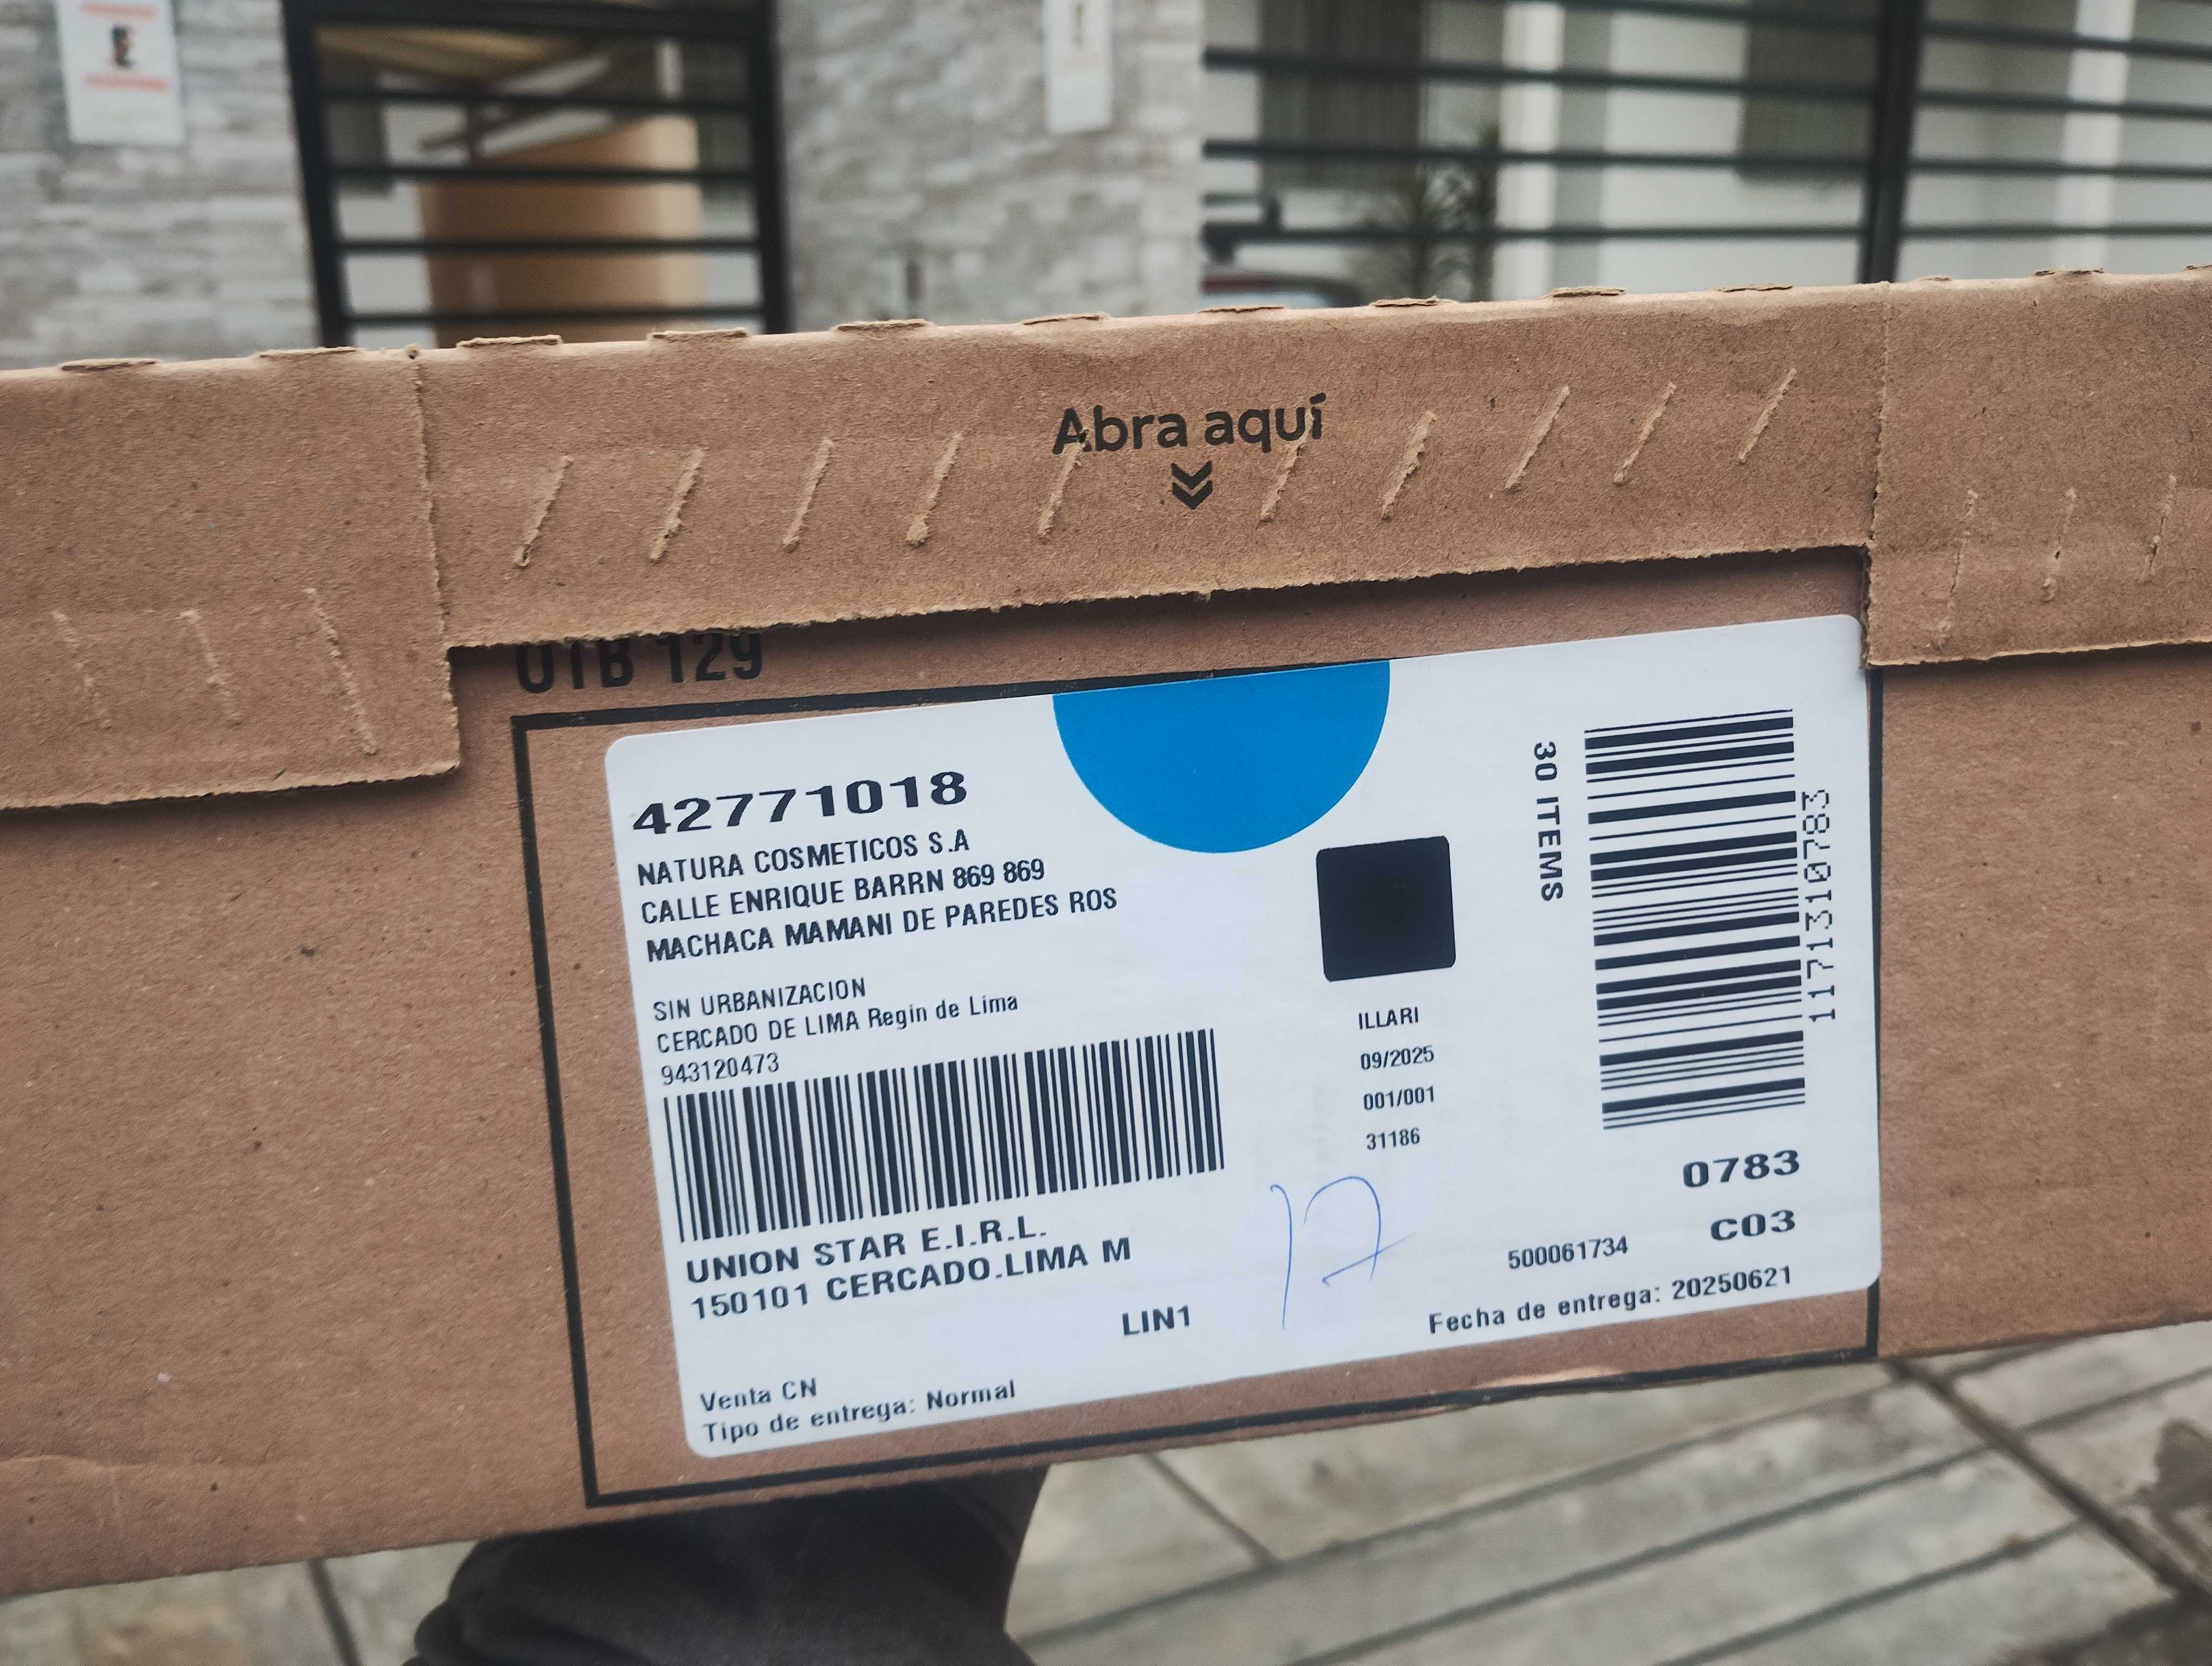 Abra aquí
UTB 129
42771018
NATURA COSMETICOS S.A
CALLE ENRIQUE BARRN 869 869
MACHACA MAMANI DE PAREDES ROS
SIN URBANIZACION
CERCADO DE LIMA Regin de Lima
943120473
UNION STAR E.I.R.L.
150101 CERCADO.LIMA M
LIN1
Venta CN
Tipo de entrega: Normal
ILLARI
09/2025
001/001
31186
17
30 ITEMS
1171310783
0783
C03
500061734
Fecha de entrega: 20250621